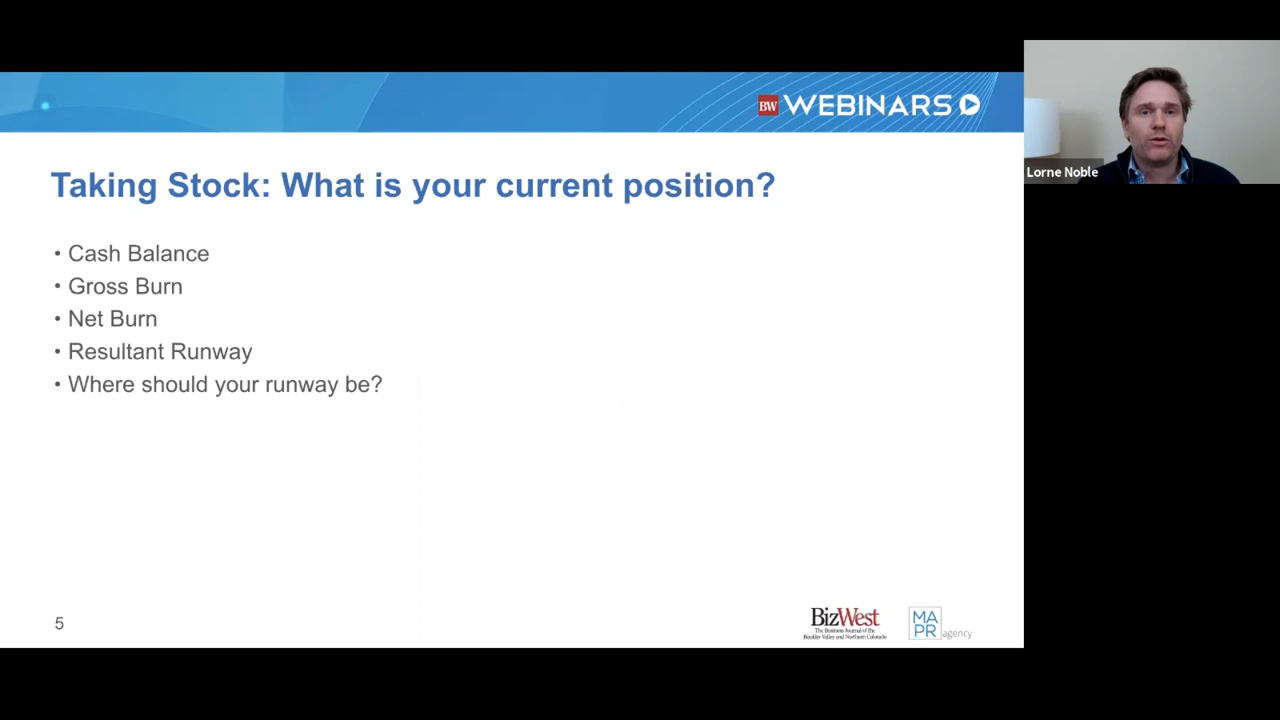 BW WEBINARS
Lorne Noble
Taking Stock: What is your current position?
• Cash Balance
• Gross Burn
• Net Burn
• Resultant Runway
• Where should your runway be?
5
BizWest
The Business Journal of the
Boulder Valley and Northern Colorado
MA
PR agency